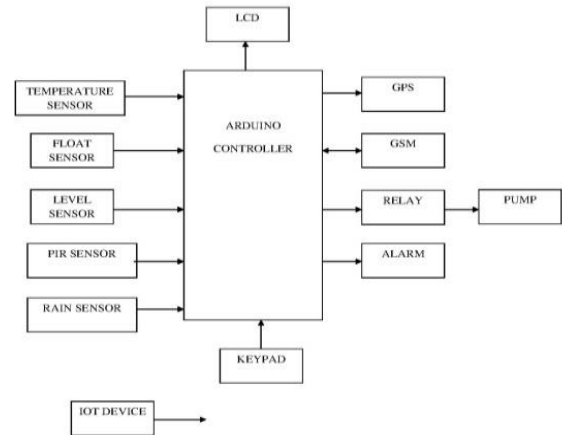 LCD
TEMPERATURE
SENSOR
FLOAT
SENSOR
LEVEL
SENSOR
PIR SENSOR
RAIN SENSOR
ARDUINO
CONTROLLER
GPS
GSM
RELAY
PUMP
ALARM
KEYPAD
IOT DEVICE